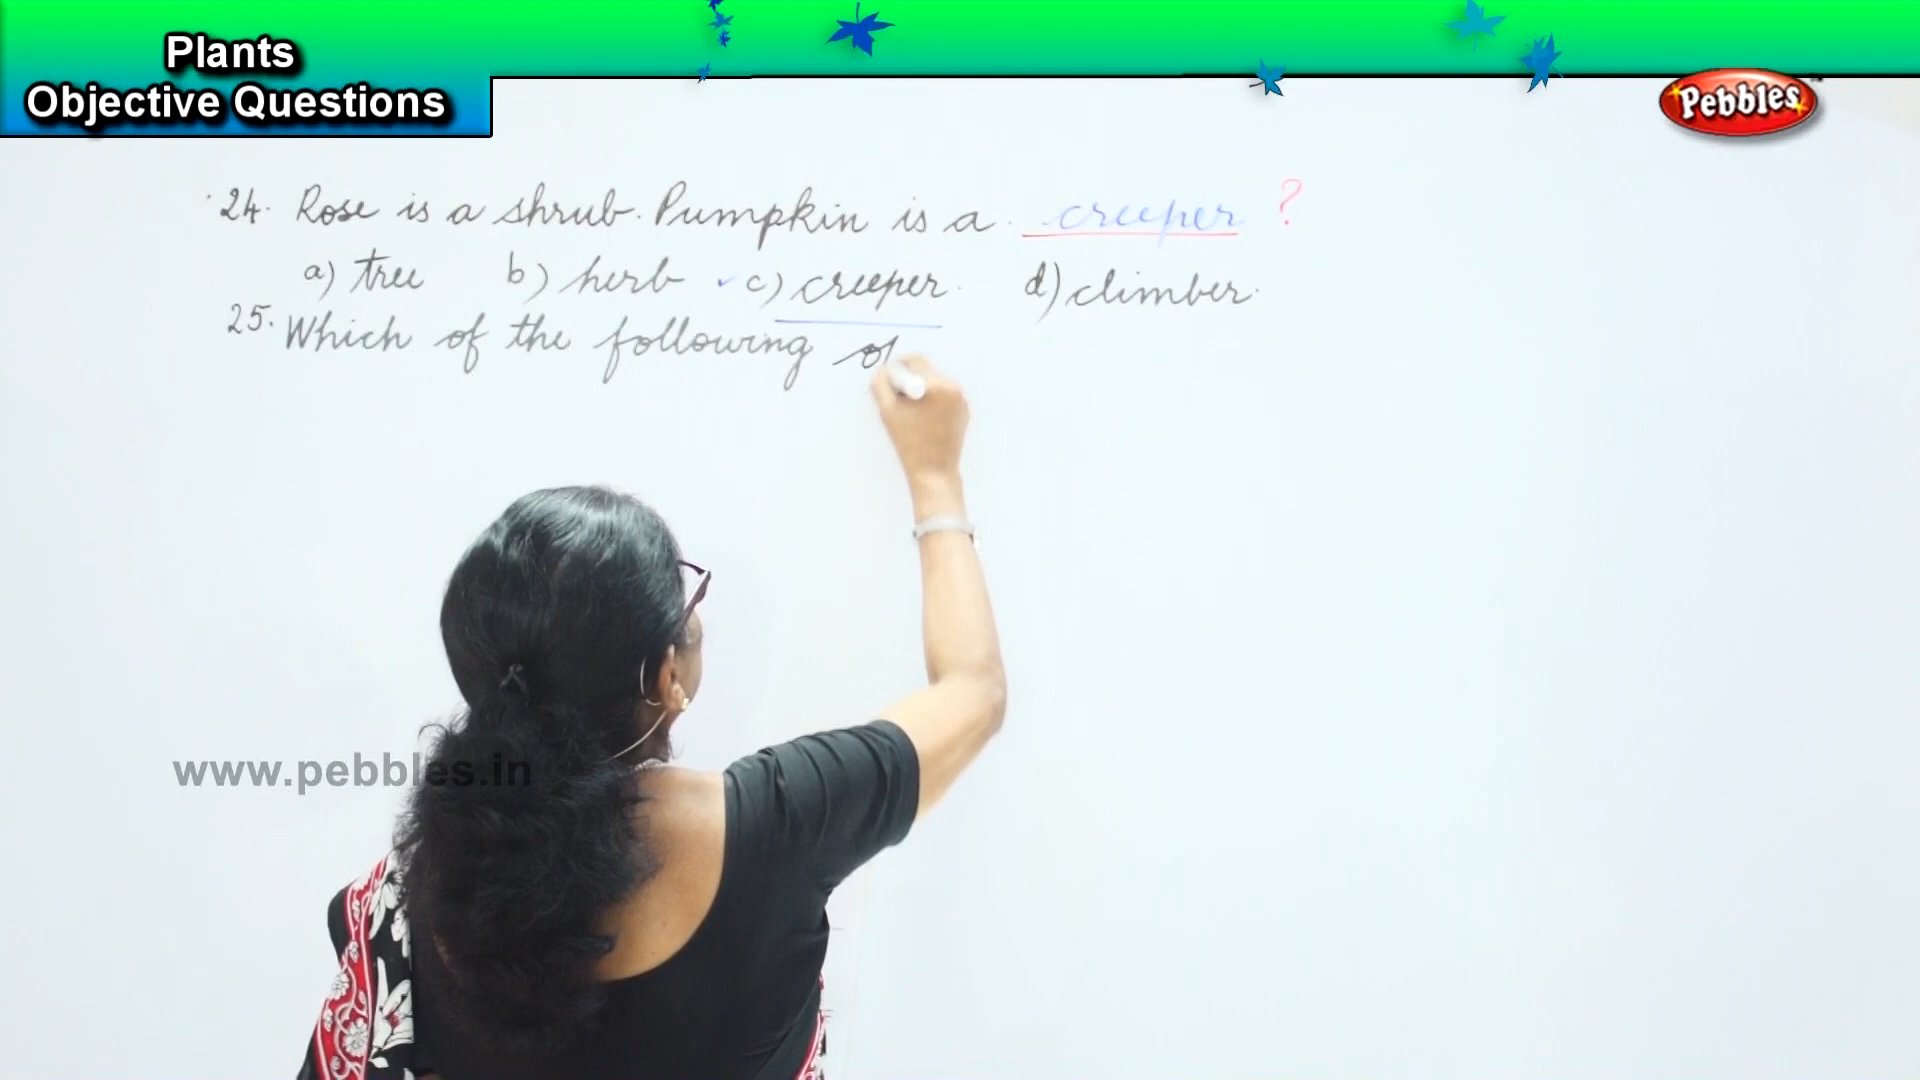 Plants
Objective Questions
Pebbles
24. Rose is a shrub. Pumpkin is a creeper ?
a) tree b) herb c) creeper. d) climber.
25. Which of the following
www.pebbles.in